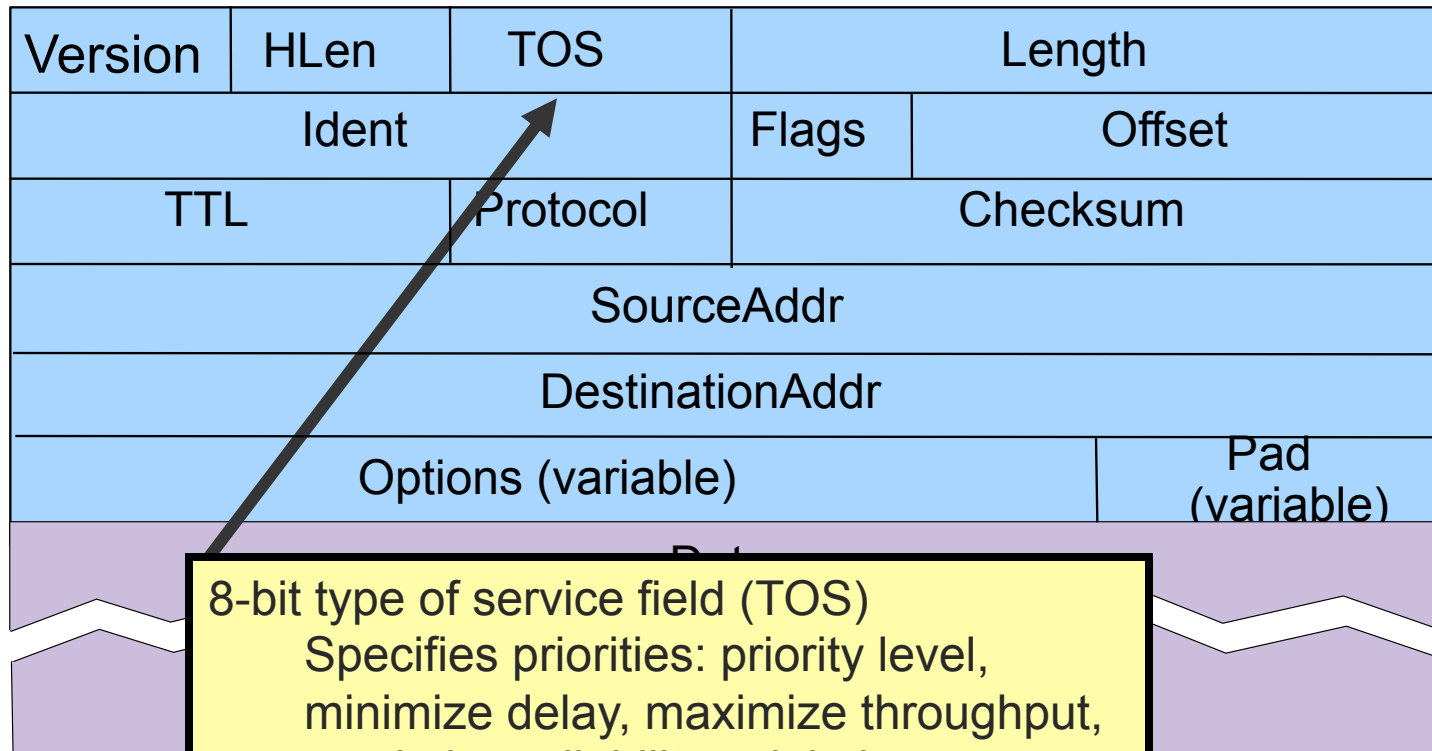 Version HLen TOS Length
Ident Flags Offset
TTL Protocol Checksum
SourceAddr
DestinationAddr
Options (variable) Pad
(variable)
8-bit type of service field (TOS)
Specifies priorities: priority level,
minimize delay, maximize throughput,